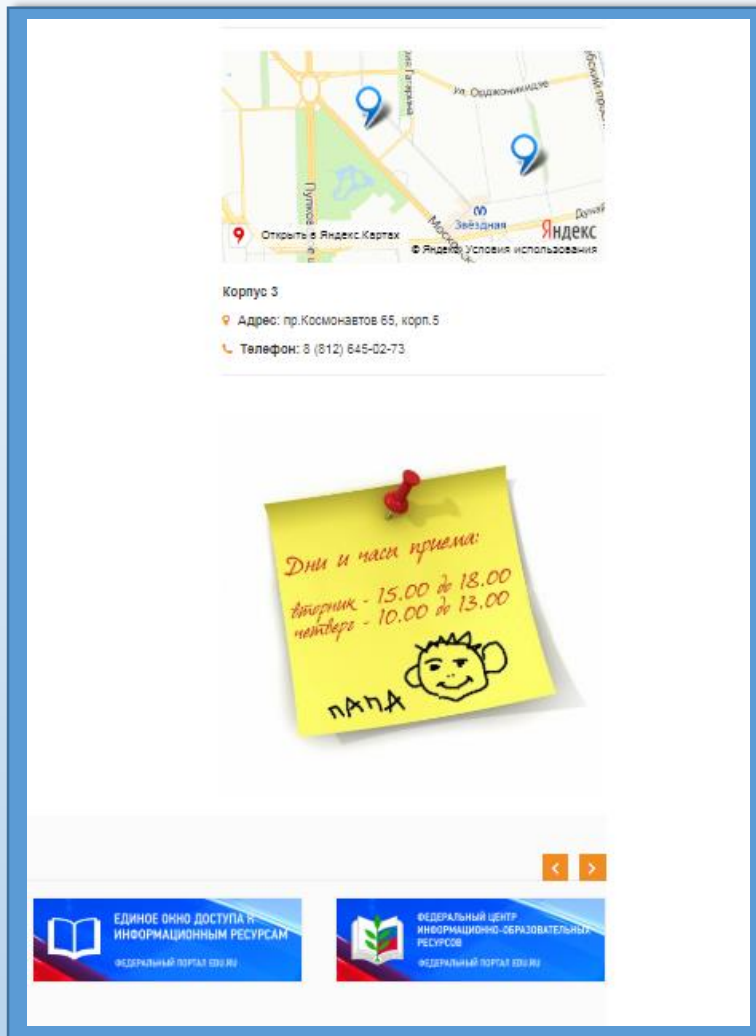 ул. Орджоникидзе
Звёздная
Открыть в Яндекс.Картах
Яндекс
© Яндекс Условия использования
Корпус 3
Адрес: пр.Космонавтов 65, корп.5
Телефон: 8 (812) 645-02-73
Дни и часы приема:
вторник - 15.00 до 18.00
четверг - 10.00 до 13.00
пАпА
ЕДИНОЕ ОКНО ДОСТУПА К
ИНФОРМАЦИОННЫМ РЕСУРСАМ
ФЕДЕРАЛЬНЫЙ ПОРТАЛ EDU.RU
ФЕДЕРАЛЬНЫЙ ЦЕНТР
ИНФОРМАЦИОННО-ОБРАЗОВАТЕЛЬНЫХ
РЕСУРСОВ
ФЕДЕРАЛЬНЫЙ ПОРТАЛ EDU.RU